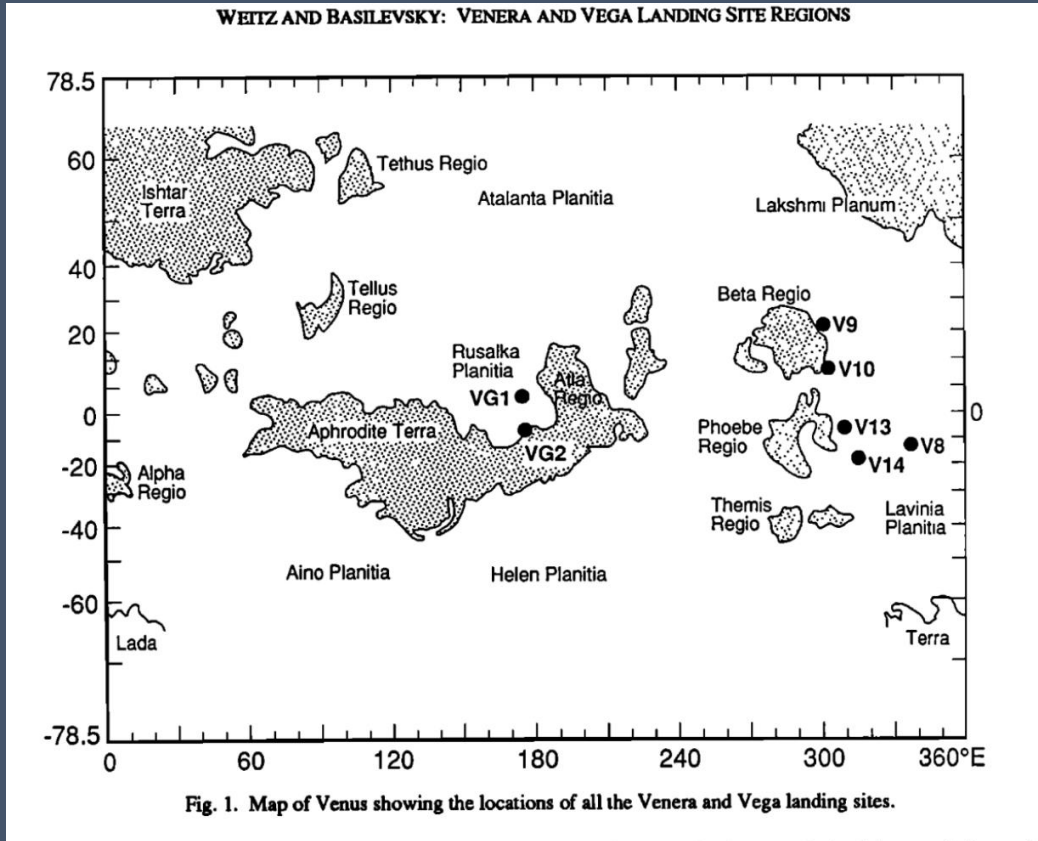 WEITZ AND BASILEVSKY: VENERA AND VEGA LANDING SITE REGIONS
78.5
60
40
20
0
-20
-40
-60
-78.5
Ishtar
Terra
Tethus Regio
Atalanta Planitia
Lakshmi Planum
Tellus
Regio
Beta Regio
V9
V10
Rusalka
Planitia
VG1
Atla
Regio
0
Aphrodite Terra
VG2
Phoebe
Regio
V13
V8
V14
Alpha
Regio
Themis
Regio
Lavinia
Planitia
Aino Planitia
Helen Planitia
Lada
Terra
0
60
120
180
240
300
360°E
Fig. 1. Map of Venus showing the locations of all the Venera and Vega landing sites.